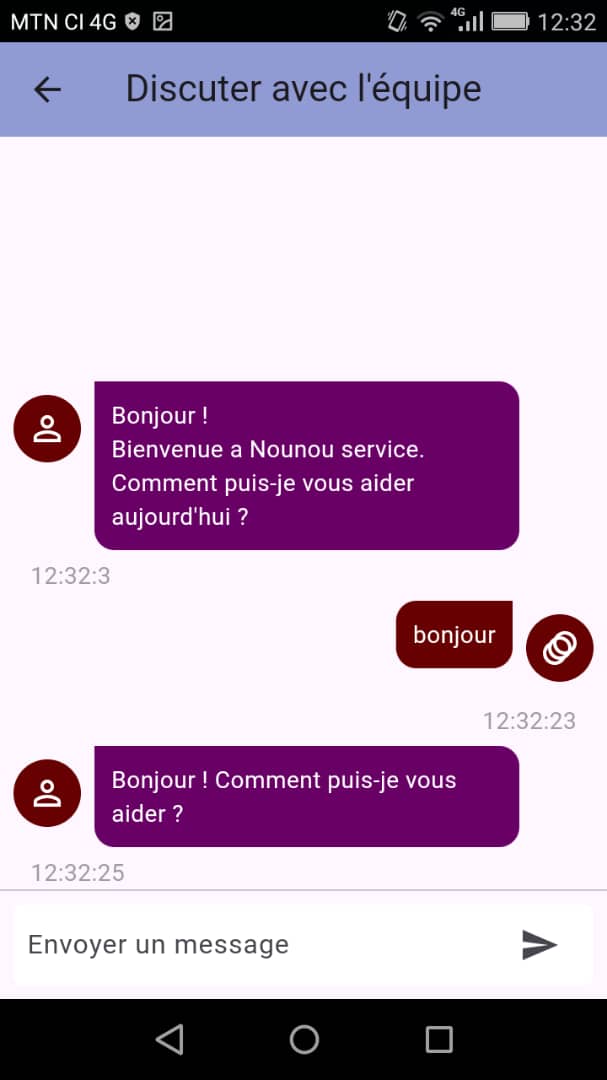 MTN CI 4G 4G 12:32
Discuter avec l'équipe
Bonjour !
Bienvenue a Nounou service.
Comment puis-je vous aider
aujourd'hui ?
12:32:3
bonjour
12:32:23
Bonjour ! Comment puis-je vous
aider ?
12:32:25
Envoyer un message